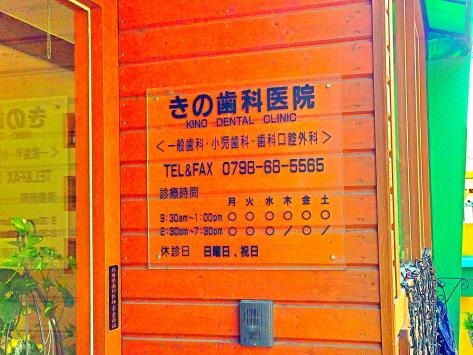 きの歯科医院
KINO DENTAL CLINIC
＜一般歯科・小児歯科・歯科口腔外科＞
TEL&FAX 0798-68-5565
診療時間
月 火 水 木 金 土
9:30am～1:00pm ○ ○ ○ ○ ○ ○
2:30pm～7:30pm ○ ○ ○ / ○ /
休診日 日曜日、祝日